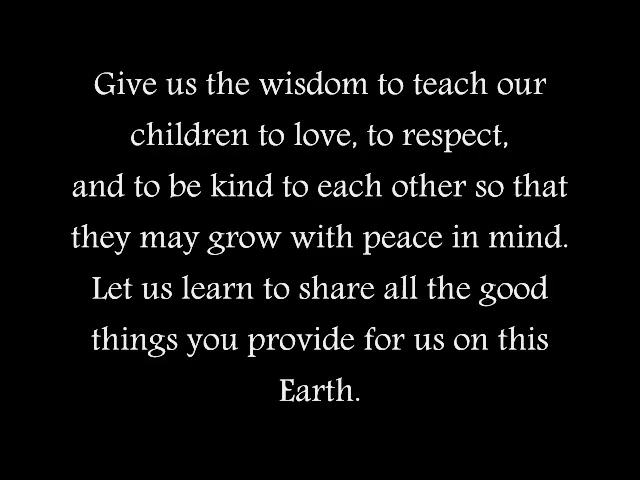 Give us the wisdom to teach our
children to love, to respect,
and to be kind to each other so that
they may grow with peace in mind.
Let us learn to share all the good
things you provide for us on this
Earth.